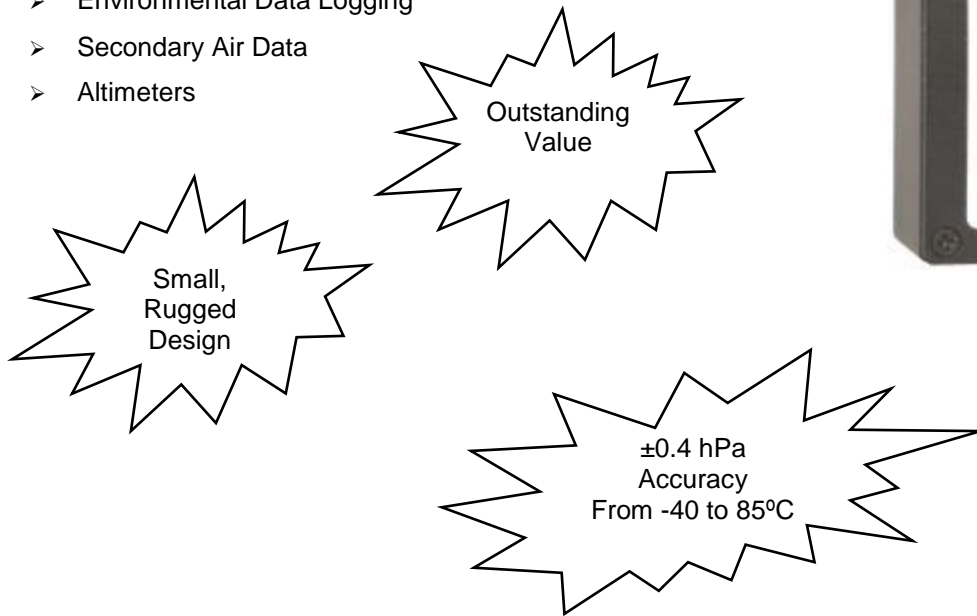 ➢ Environmental Data Logging
➢ Secondary Air Data
➢ Altimeters
Outstanding
Value
Small,
Rugged
Design
±0.4 hPa
Accuracy
From -40 to 85ºC